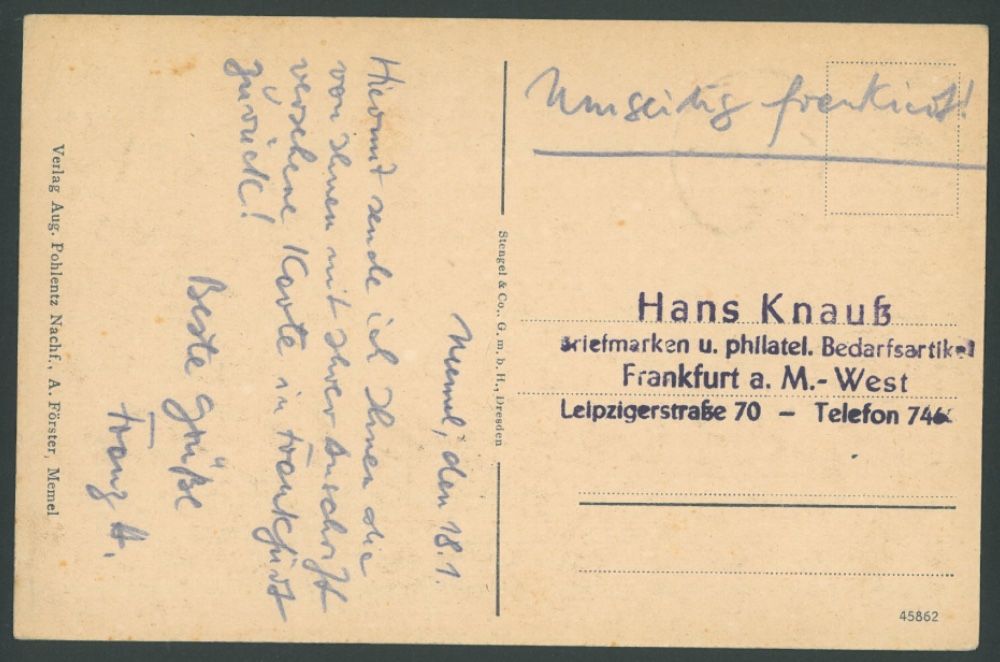 Umseitig frankiert!
Memel, den 18.1.
Hiermit sende ich Ihnen die
von Ihnen mit Ihrer Anschrift
versehene Karte in Frankfurt
zurück!
Beste Grüße
Franz H.
Verlag Aug. Pohlentz Nachf., A. Förster, Memel
Stengel & Co., G. m. b. H., Dresden
Hans Knauß
Briefmarken u. philatel. Bedarfsartikel
Frankfurt a. M.-West
Leipzigerstraße 70 – Telefon
45862